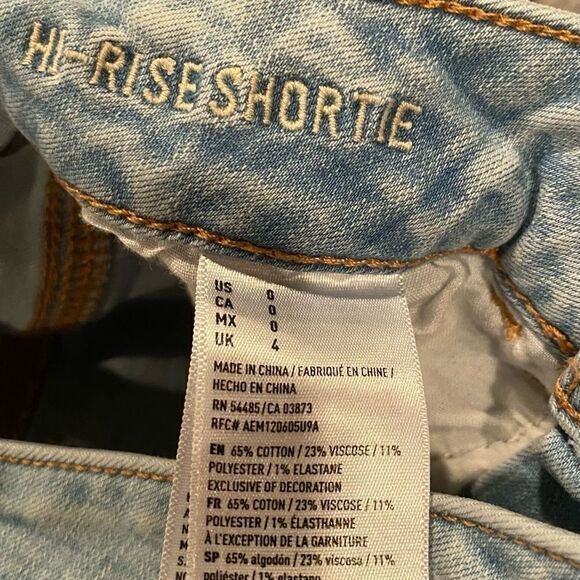 HI-RISE SHORTIE
US 0
CA 0
MX 0
UK 4
MADE IN CHINA / FABRIQUÉ EN CHINE /
HECHO EN CHINA
RN 54485/CA 03873
RFC# AEM120605U9A
EN 65% COTTON / 23% VISCOSE / 11%
POLYESTER / 1% ELASTANE
EXCLUSIVE OF DECORATION
FR 65% COTON / 23% VISCOSE / 11%
POLYESTER / 1% ÉLASTHANNE
À L'EXCEPTION DE LA GARNITURE
SP 65% algodón / 23% viscosa / 11%
poliéster / 1% elastano